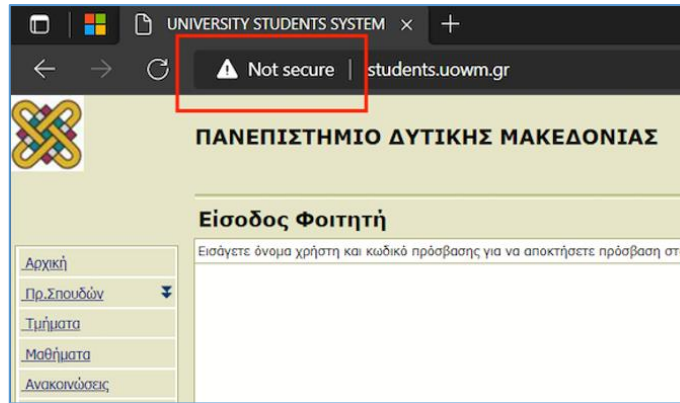 UNIVERSITY STUDENTS SYSTEM
Not secure | students.uowm.gr
ΠΑΝΕΠΙΣΤΗΜΙΟ ΔΥΤΙΚΗΣ ΜΑΚΕΔΟΝΙΑΣ
Είσοδος Φοιτητή
Εισάγετε όνομα χρήστη και κωδικό πρόσβασης για να αποκτήσετε πρόσβαση στ
Αρχική
Πρ.Σπουδών
Τμήματα
Μαθήματα
Ανακοινώσεις